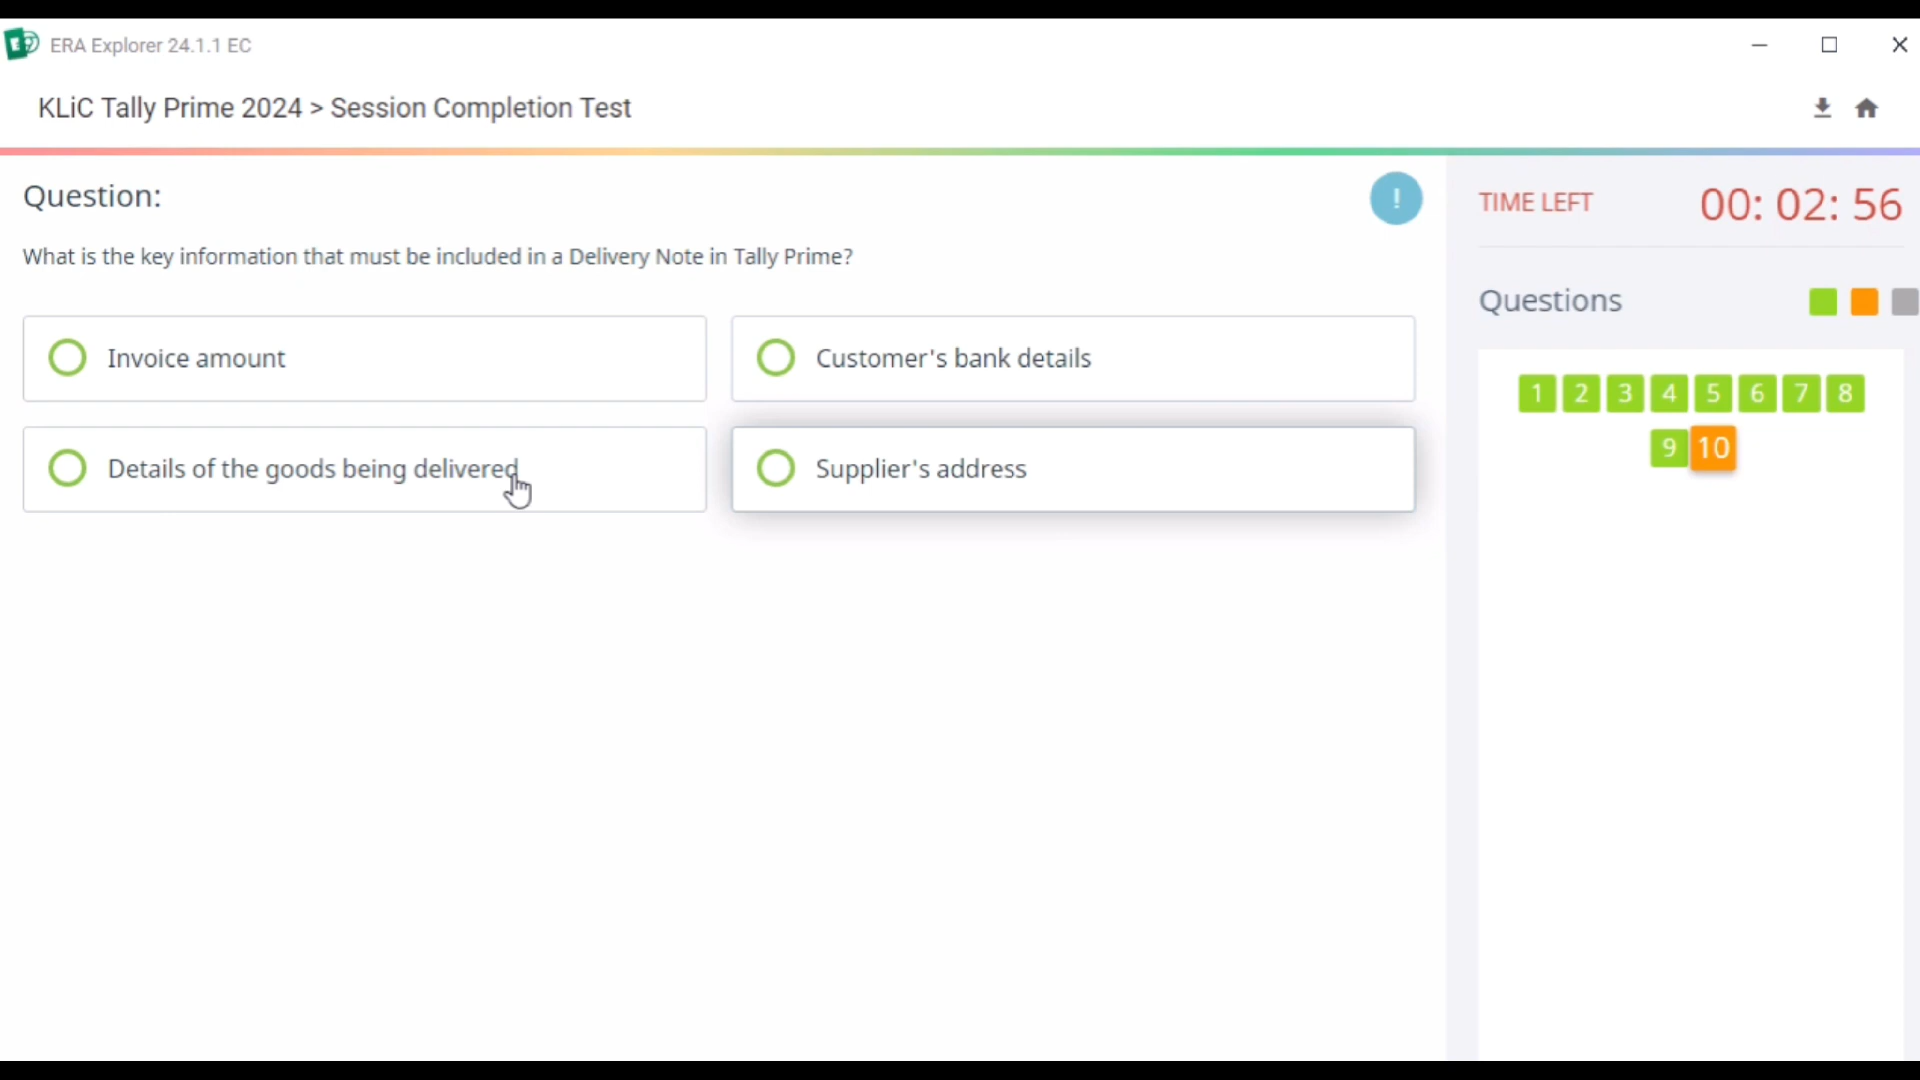 ERA Explorer 24.1.1 EC
KLiC Tally Prime 2024 > Session Completion Test
Question:
!
TIME LEFT
00: 02: 56
What is the key information that must be included in a Delivery Note in Tally Prime?
Questions
Invoice amount
Customer's bank details
1 2 3 4 5 6 7 8
9 10
Details of the goods being delivered
Supplier's address